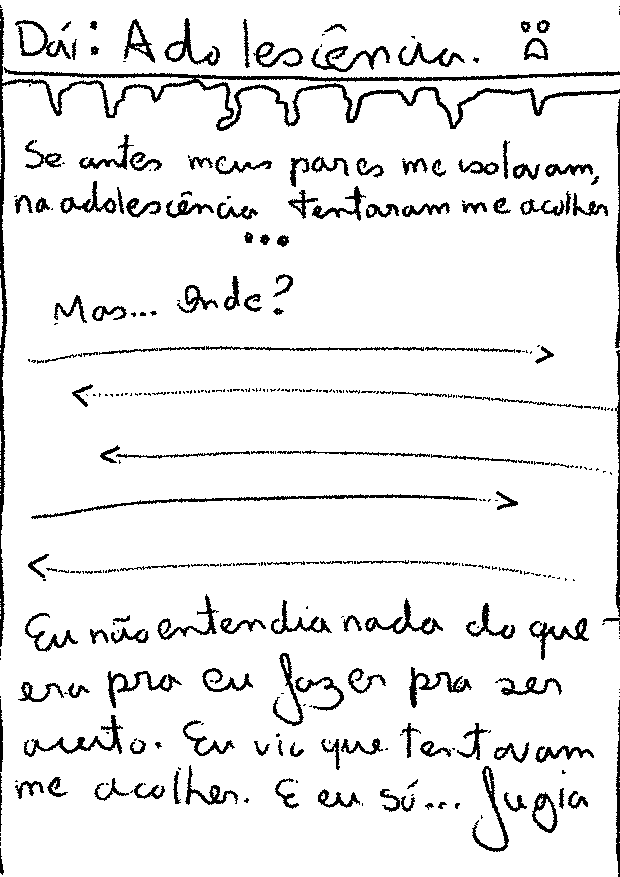 Daí: Adolescência.
Se antes meus pares me isolavam,
na adolescência tentaram me acolher
...
Mas... Onde?
Eu não entendia nada do que
era pra eu fazer pra ser
aceito. Eu via que tentavam
me acolher. E eu só... fugia